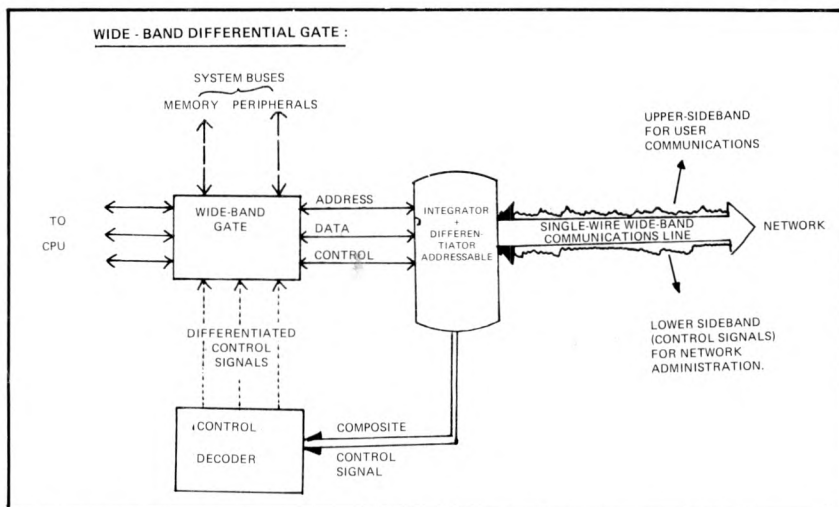 WIDE - BAND DIFFERENTIAL GATE :
SYSTEM BUSES
MEMORY PERIPHERALS
TO
CPU
WIDE-BAND
GATE
ADDRESS
DATA
CONTROL
INTEGRATOR
+
DIFFEREN-
TIATOR
ADDRESSABLE
UPPER-SIDEBAND
FOR USER
COMMUNICATIONS
SINGLE-WIRE WIDE-BAND
COMMUNICATIONS LINE
NETWORK
LOWER SIDEBAND
(CONTROL SIGNALS)
FOR NETWORK
ADMINISTRATION.
DIFFERENTIATED
CONTROL
SIGNALS
CONTROL
DECODER
COMPOSITE
CONTROL
SIGNAL